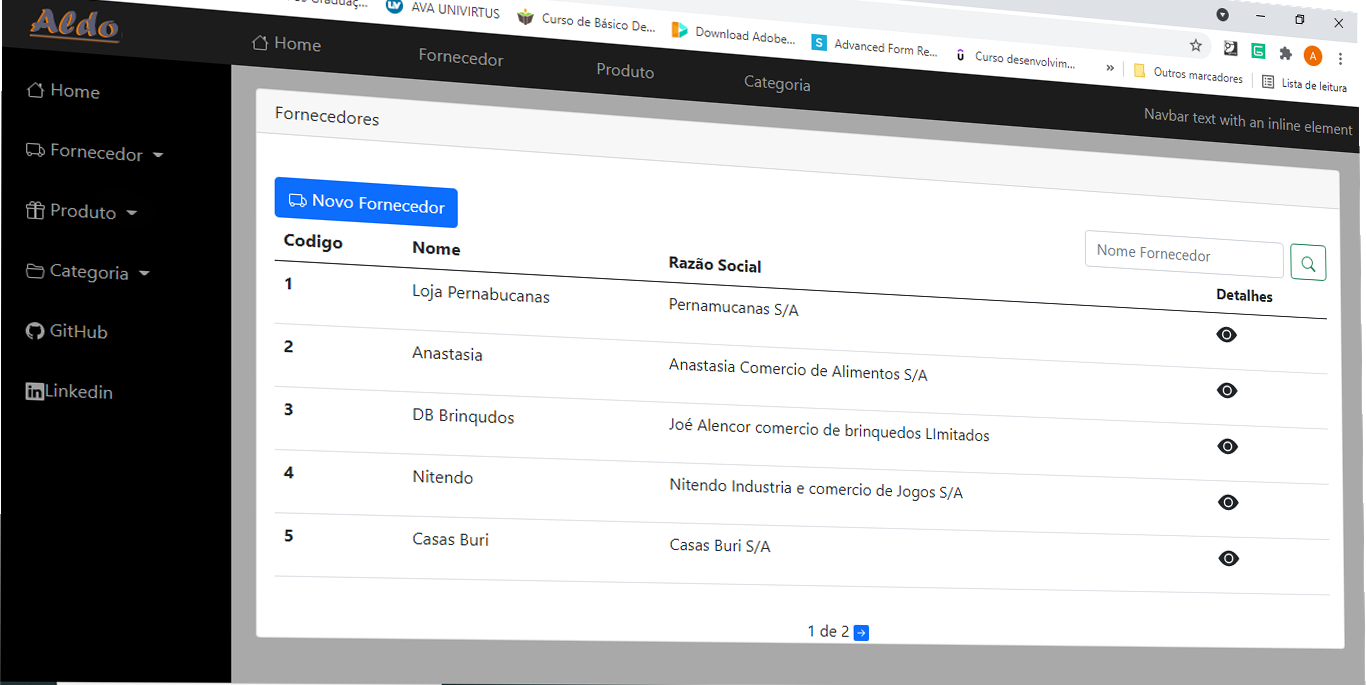 AVA UNIVIRTUS
Curso de Básico De...
Download Adobe...
Advanced Form Re...
Curso desenvolvim...
»
Outros marcadores
Lista de leitura
A
Aldo
Home
Fornecedor
Produto
Categoria
Navbar text with an inline element
Home
Fornecedor
Produto
Categoria
GitHub
Linkedin
Fornecedores
Novo Fornecedor
Nome Fornecedor
Codigo Nome Razão Social Detalhes
1 Loja Pernabucanas Pernamucanas S/A
2 Anastasia Anastasia Comercio de Alimentos S/A
3 DB Brinqudos Joé Alencor comercio de brinquedos LImitados
4 Nitendo Nitendo Industria e comercio de Jogos S/A
5 Casas Buri Casas Buri S/A
1 de 2